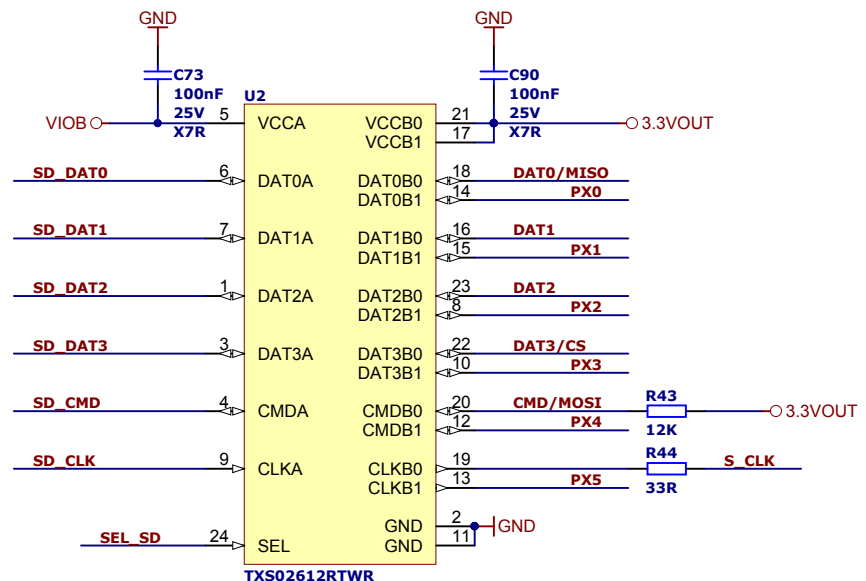 GND
GND
C73
100nF
25V
X7R
C90
100nF
25V
X7R
U2
VIOB
5
VCCA
VCCB0
21
3.3VOUT
VCCB1
17
SD_DAT0
6
DAT0A
DAT0B0
18
DAT0/MISO
DAT0B1
14
PX0
SD_DAT1
7
DAT1A
DAT1B0
16
DAT1
DAT1B1
15
PX1
SD_DAT2
1
DAT2A
DAT2B0
23
DAT2
DAT2B1
8
PX2
SD_DAT3
3
DAT3A
DAT3B0
22
DAT3/CS
DAT3B1
10
PX3
SD_CMD
4
CMDA
CMDB0
20
CMD/MOSI
R43
12K
3.3VOUT
CMDB1
12
PX4
SD_CLK
9
CLKA
CLKB0
19
R44
33R
S_CLK
CLKB1
13
PX5
GND
2
GND
GND
11
SEL_SD
24
SEL
TXS02612RTWR